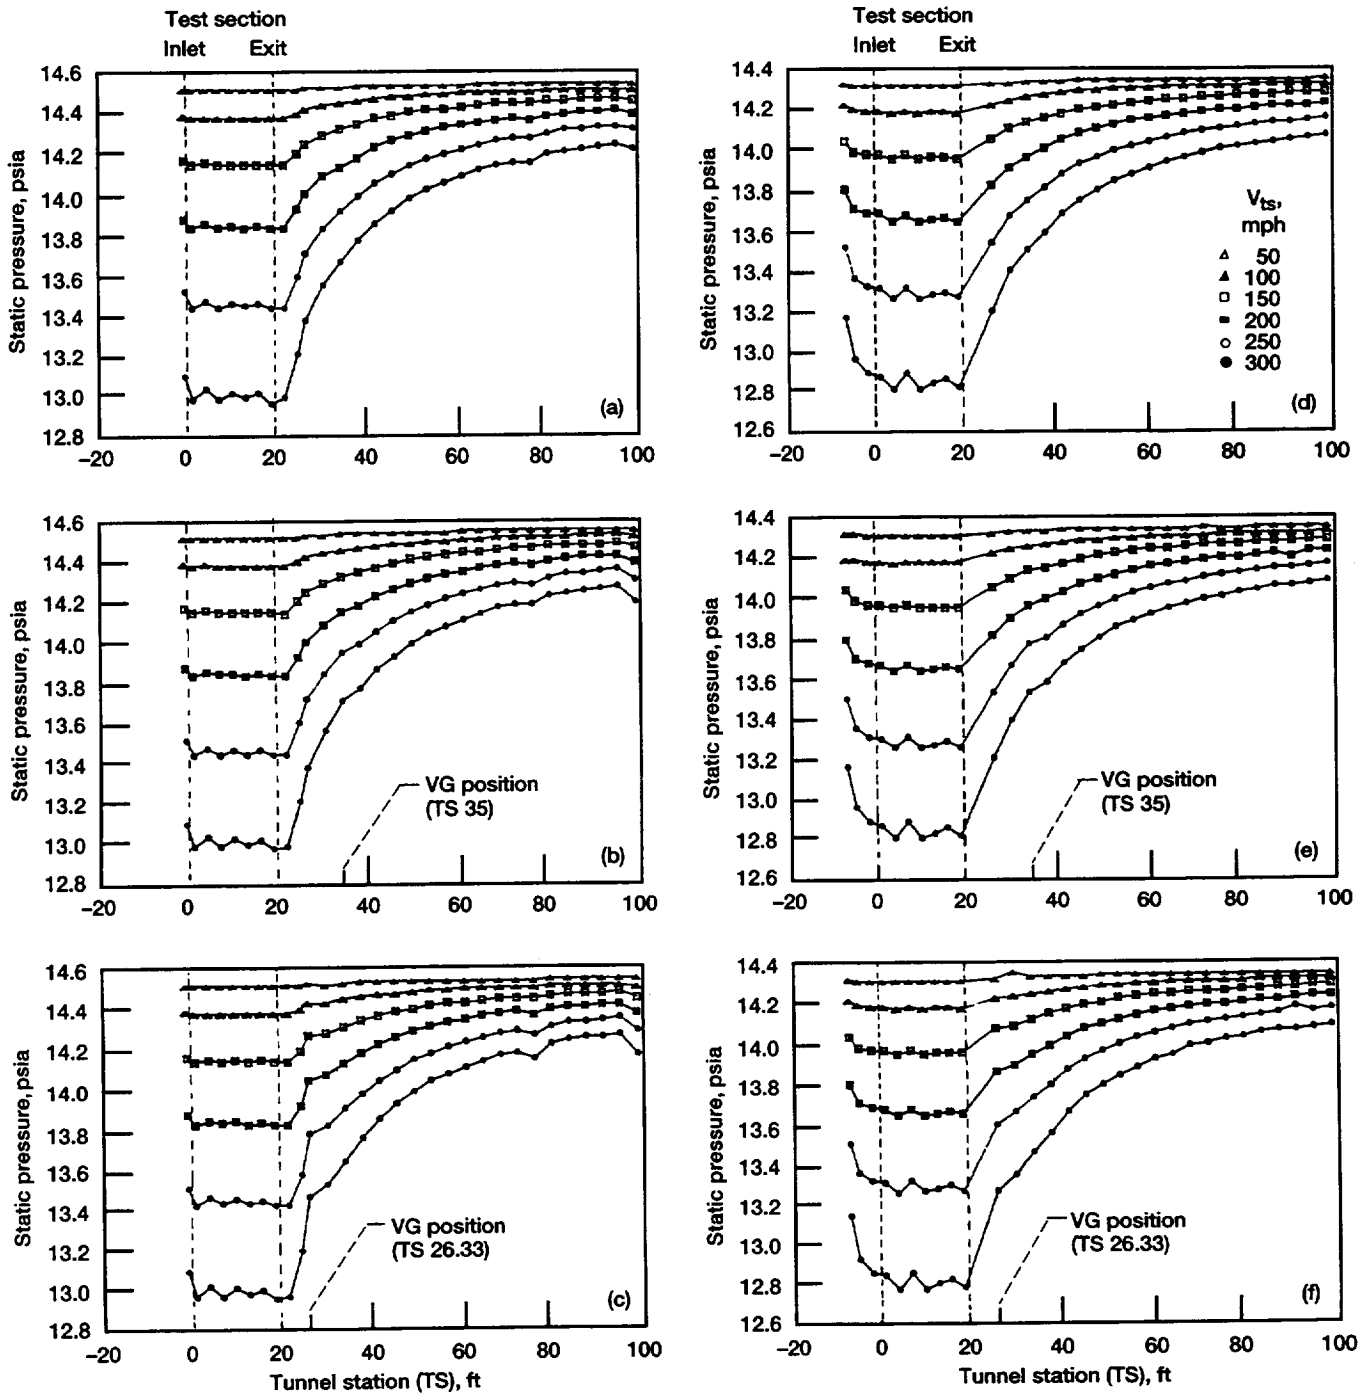 Test section
Inlet Exit
14.6
14.4
14.2
14.0
13.8
13.6
13.4
13.2
13.0
12.8
Static pressure, psia
(a)
–20 0 20 40 60 80 100
Test section
Inlet Exit
14.4
14.2
14.0
13.8
13.6
13.4
13.2
13.0
12.8
12.6
Static pressure, psia
Vts,
mph
50
100
150
200
250
300
(d)
–20 0 20 40 60 80 100
14.6
14.4
14.2
14.0
13.8
13.6
13.4
13.2
13.0
12.8
Static pressure, psia
VG position
(TS 35)
(b)
–20 0 20 40 60 80 100
14.4
14.2
14.0
13.8
13.6
13.4
13.2
13.0
12.8
12.6
Static pressure, psia
VG position
(TS 35)
(e)
–20 0 20 40 60 80 100
14.6
14.4
14.2
14.0
13.8
13.6
13.4
13.2
13.0
12.8
Static pressure, psia
VG position
(TS 26.33)
(c)
–20 0 20 40 60 80 100
Tunnel station (TS), ft
14.4
14.2
14.0
13.8
13.6
13.4
13.2
13.0
12.8
12.6
Static pressure, psia
VG position
(TS 26.33)
(f)
–20 0 20 40 60 80 100
Tunnel station (TS), ft